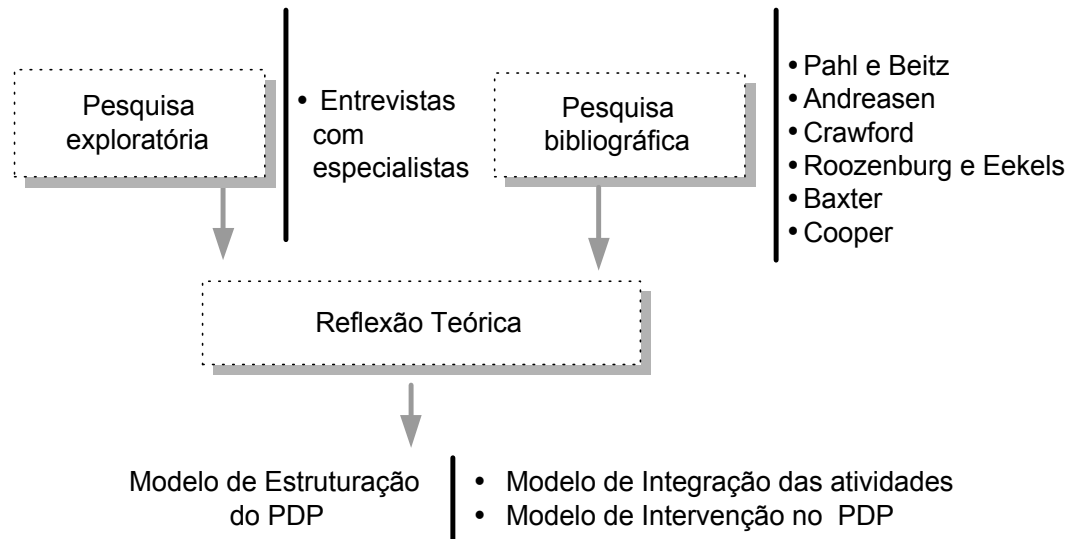 Pesquisa
exploratória
• Entrevistas
com
especialistas
Pesquisa
bibliográfica
• Pahl e Beitz
• Andreasen
• Crawford
• Roozenburg e Eekels
• Baxter
• Cooper
Reflexão Teórica
Modelo de Estruturação
do PDP
• Modelo de Integração das atividades
• Modelo de Intervenção no PDP